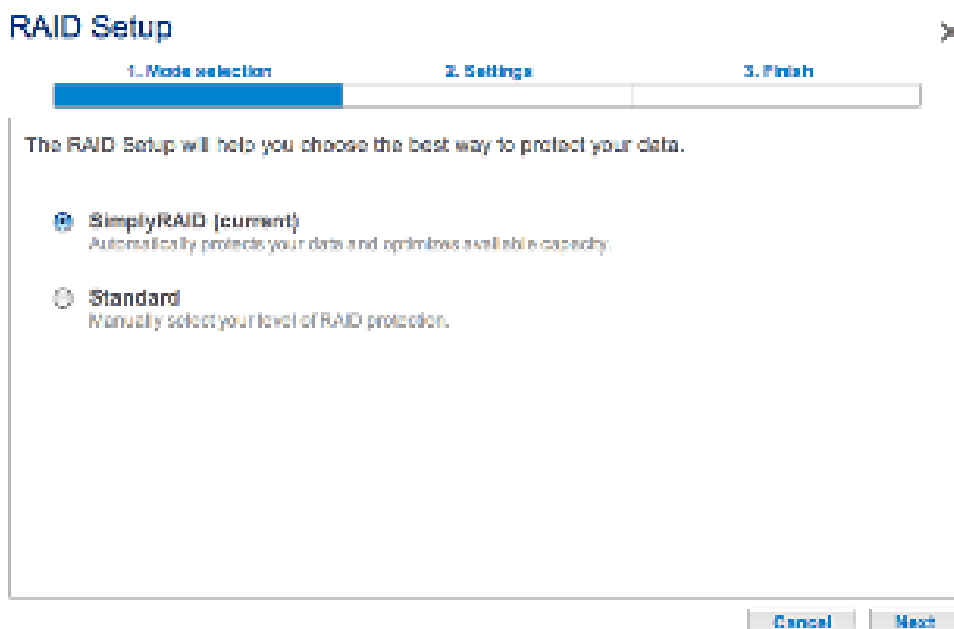 RAID Setup
1. Mode selection 2. Settings 3. Finish
The RAID Setup will help you choose the best way to protect your data.
SimplyRAID (current)
Automatically protects your data and optimizes available capacity.
Standard
Manually select your level of RAID protection.
Cancel Next